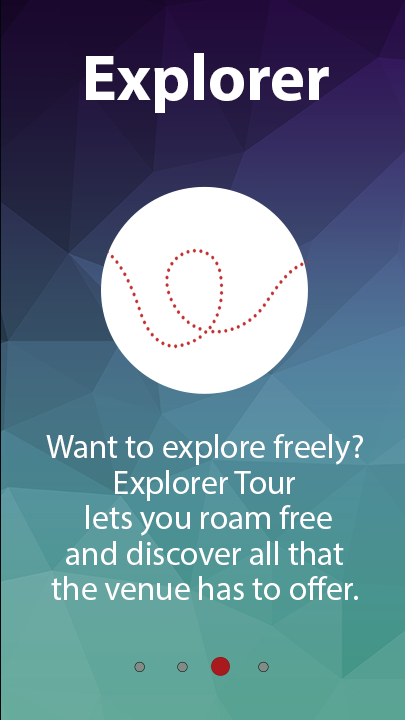 Explorer
Want to explore freely?
Explorer Tour
lets you roam free
and discover all that
the venue has to offer.